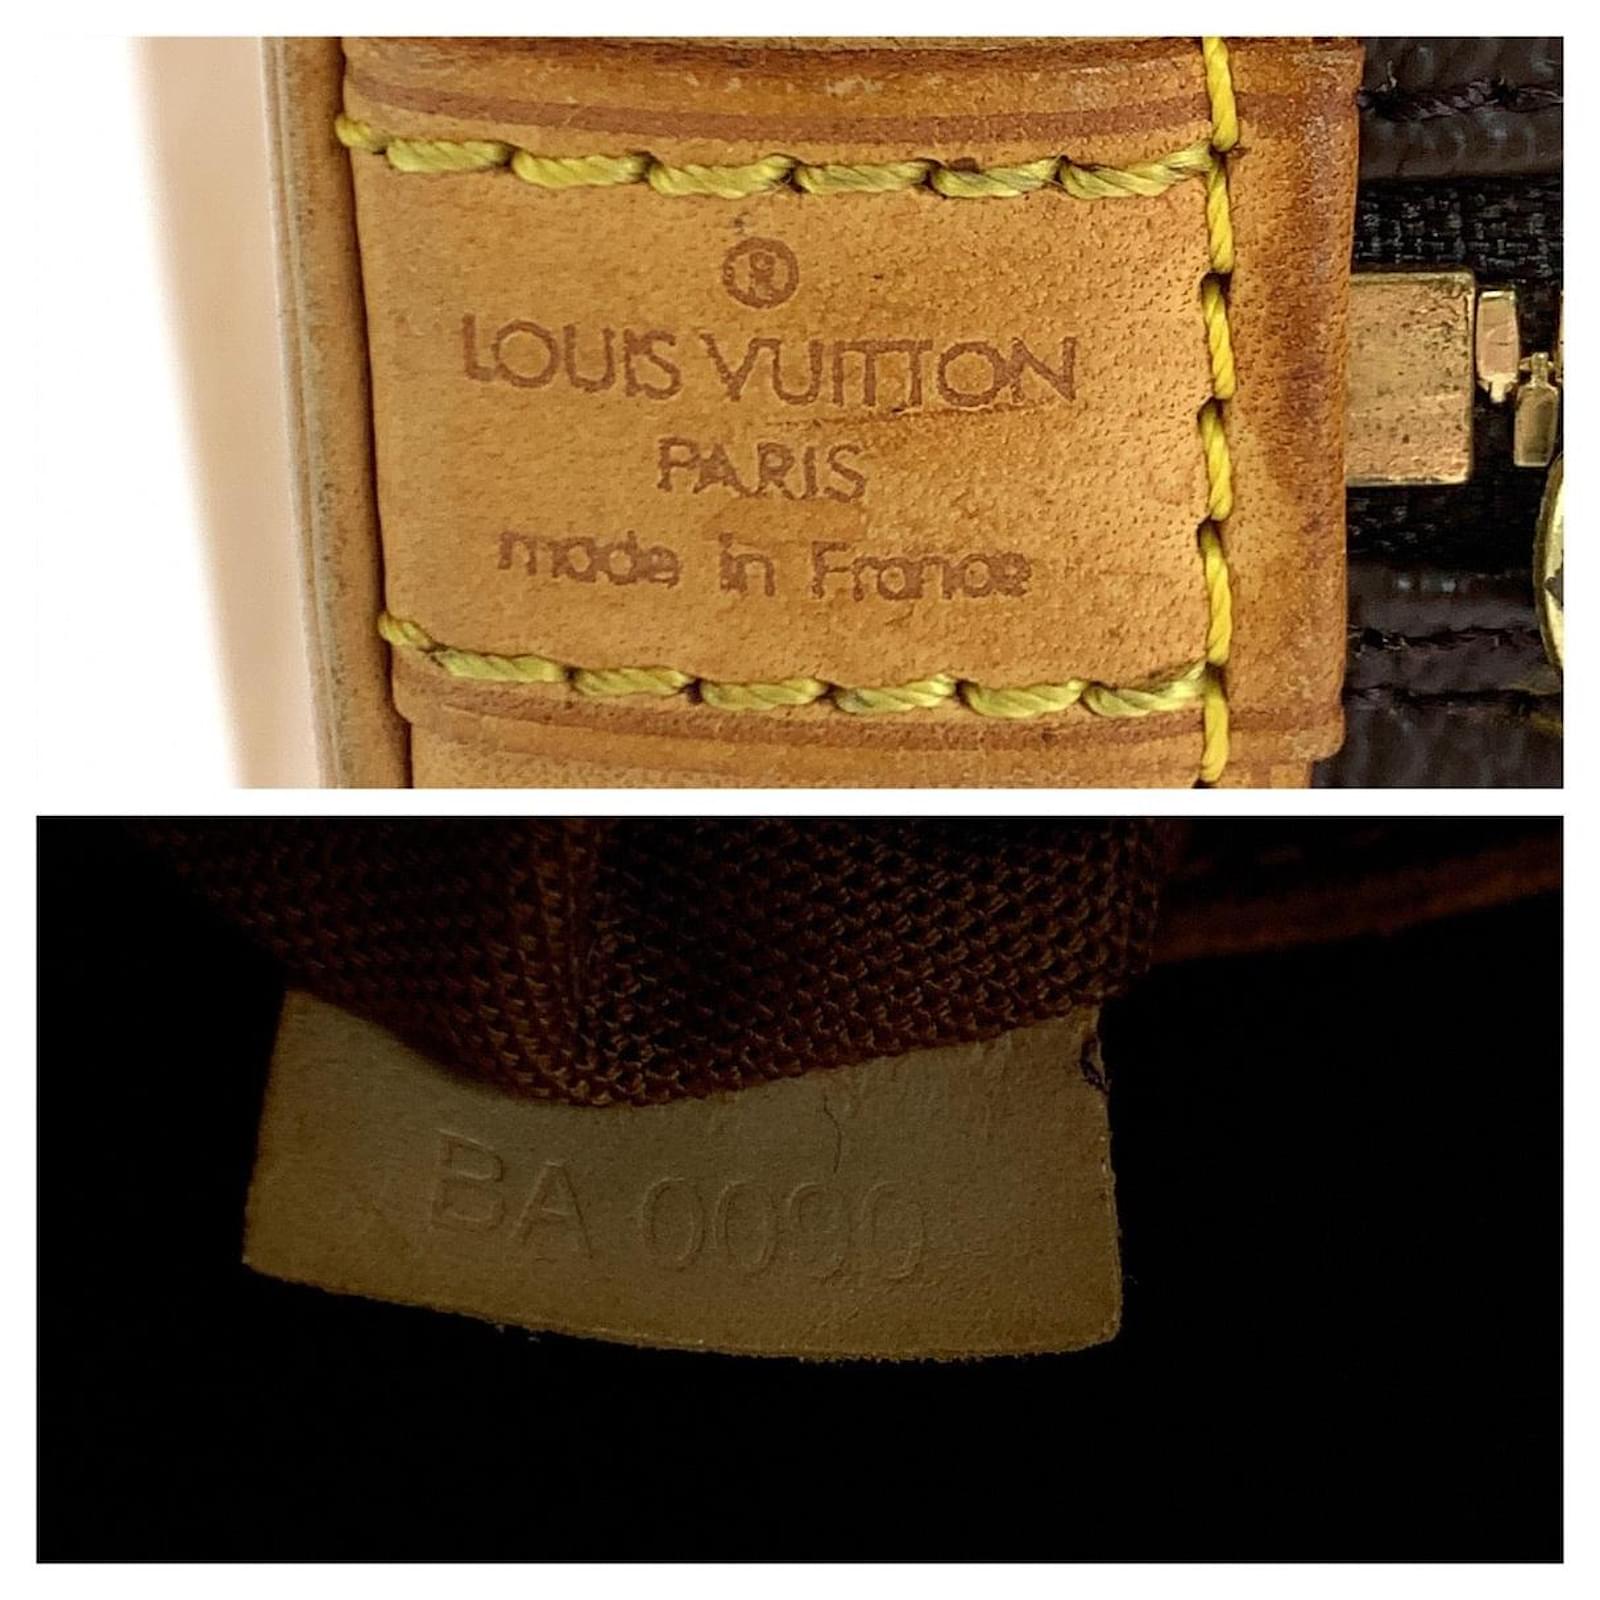 ®
LOUIS VUITTON
PARIS
made in France
BA 0090